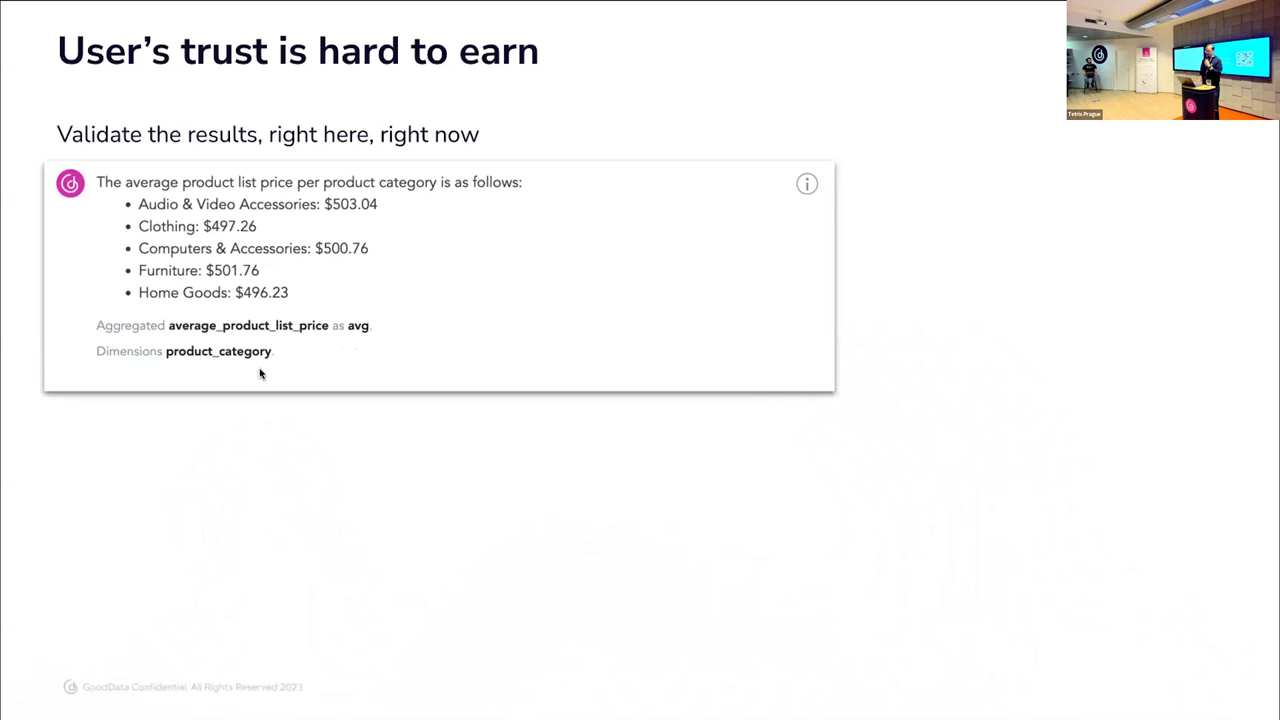 User's trust is hard to earn
Validate the results, right here, right now
The average product list price per product category is as follows:
• Audio & Video Accessories: $503.04
• Clothing: $497.26
• Computers & Accessories: $500.76
• Furniture: $501.76
• Home Goods: $496.23
Aggregated average_product_list_price as avg.
Dimensions product_category.
Tetris Prague
GoodData Confidential. All Rights Reserved 2023